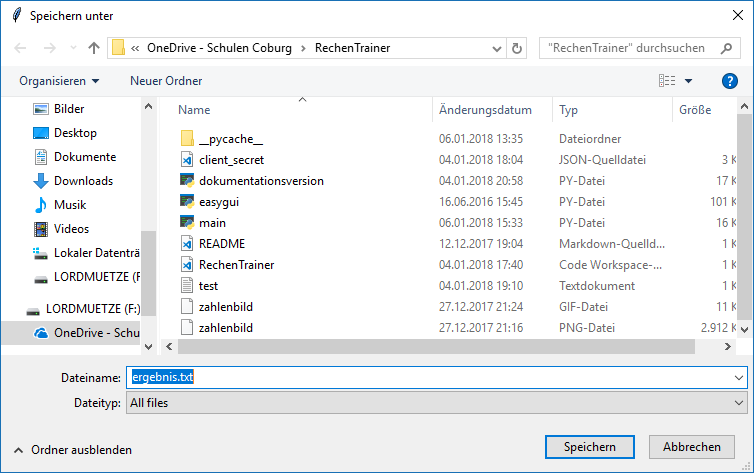 Speichern unter
« OneDrive - Schulen Coburg > RechenTrainer
"RechenTrainer" durchsuchen
Organisieren
Neuer Ordner
?
Bilder
Desktop
Dokumente
Downloads
Musik
Videos
Lokaler Datenträ
LORDMUETZE (F
LORDMUETZE (F:)
OneDrive - Schu
Name Änderungsdatum Typ Größe
__pycache__ 06.01.2018 13:35 Dateiordner
client_secret 04.01.2018 18:04 JSON-Quelldatei 3 K
dokumentationsversion 04.01.2018 20:58 PY-Datei 17 K
easygui 16.06.2016 15:45 PY-Datei 101 K
main 06.01.2018 15:33 PY-Datei 16 K
README 12.12.2017 19:04 Markdown-Quelld... 1 K
RechenTrainer 04.01.2018 17:40 Code Workspace-... 1 K
test 04.01.2018 19:10 Textdokument 1 K
zahlenbild 27.12.2017 21:24 GIF-Datei 11 K
zahlenbild 27.12.2017 21:16 PNG-Datei 2.912 K
Dateiname: ergebnis.txt
Dateityp: All files
Ordner ausblenden
Speichern
Abbrechen